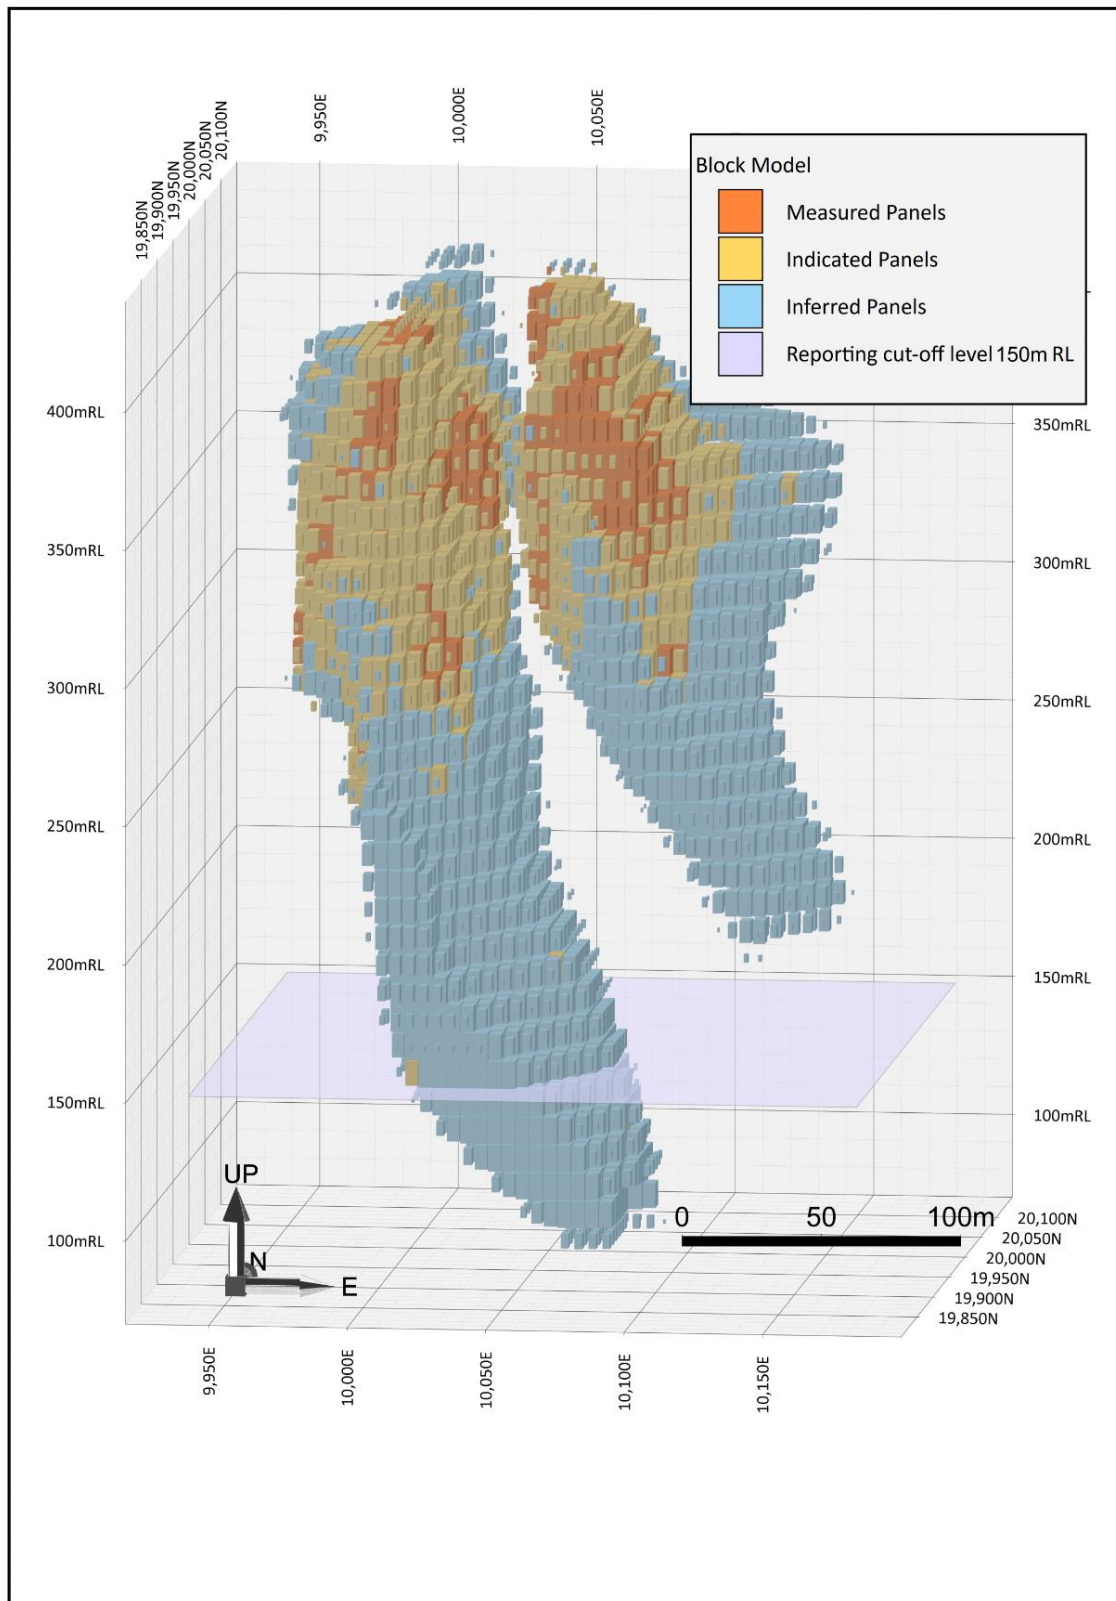 9,950E
10,000E
10,050E
20,100N
20,050N
20,000N
19,950N
19,900N
19,850N
Block Model
Measured Panels
Indicated Panels
Inferred Panels
Reporting cut-off level 150m RL
400mRL
350mRL
300mRL
250mRL
200mRL
150mRL
100mRL
350mRL
300mRL
250mRL
200mRL
150mRL
100mRL
UP
N
E
0 50 100m
20,100N
20,050N
20,000N
19,950N
19,900N
19,850N
9,950E
10,000E
10,050E
10,100E
10,150E